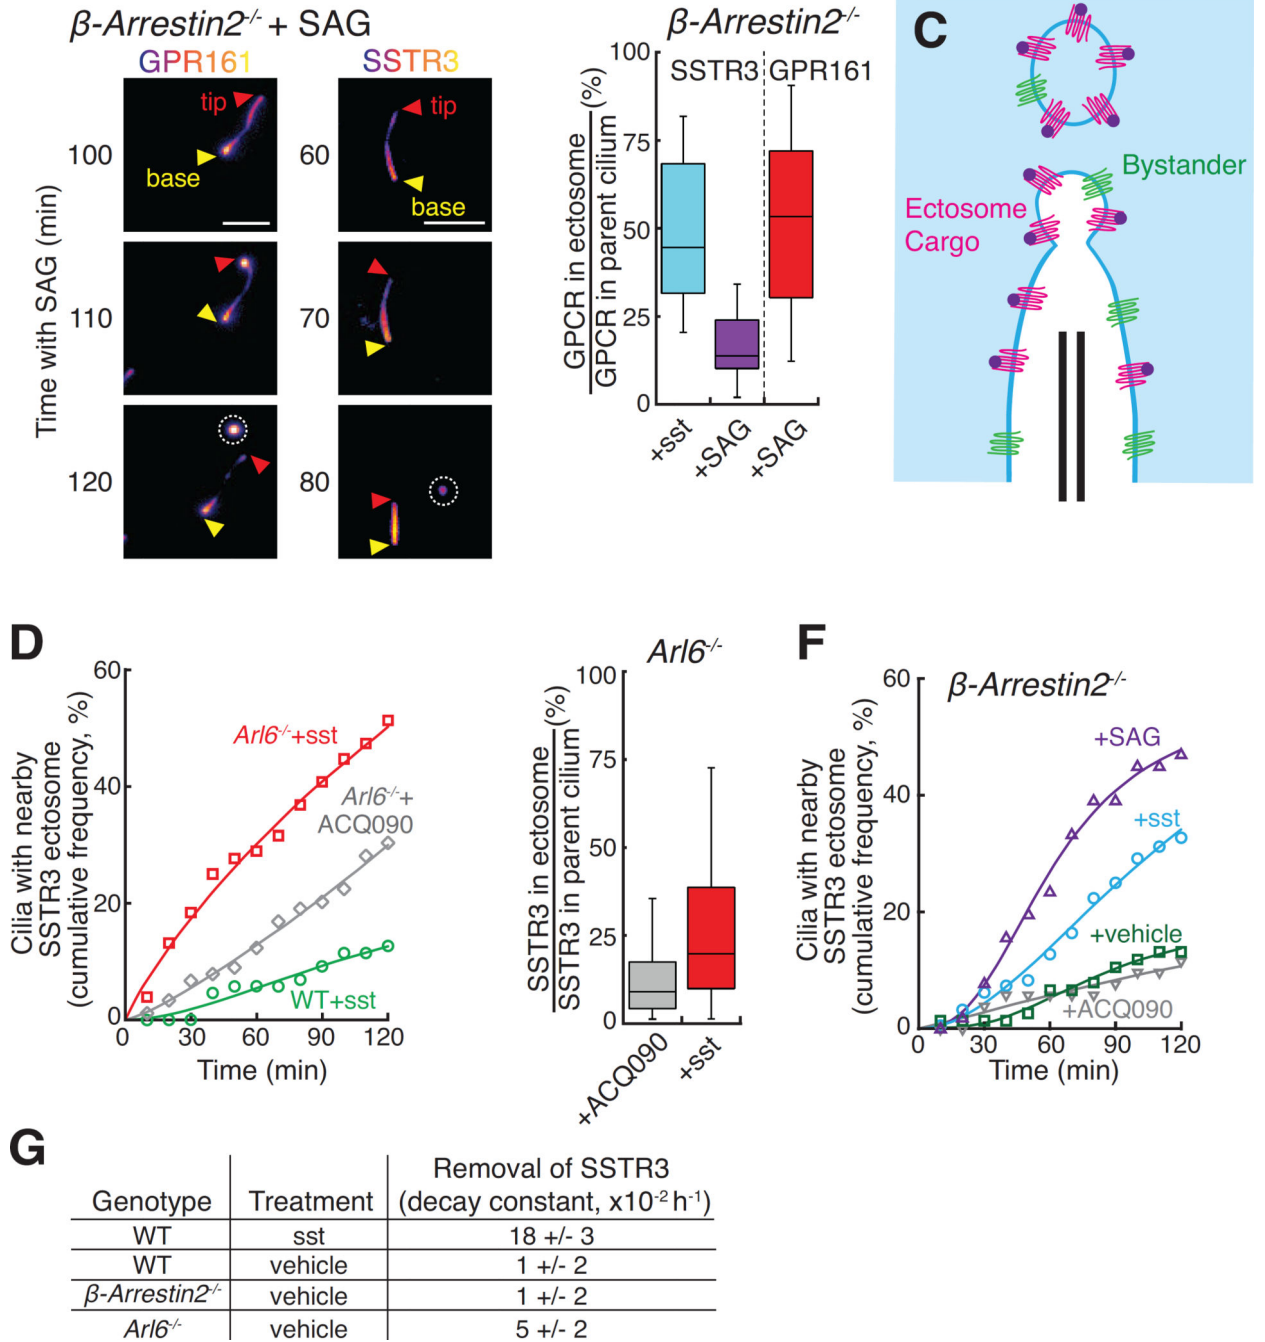 β-Arrestin2-/- + SAG
GPR161
SSTR3
Time with SAG (min)
100
tip
base
60
tip
base
110
70
120
80
β-Arrestin2-/-
GPCR in ectosome (%)
GPCR in parent cilium
100
75
50
25
0
SSTR3
GPR161
+sst
+SAG
+SAG
C
Bystander
Ectosome
Cargo
D
Cilia with nearby
SSTR3 ectosome
(cumulative frequency, %)
60
40
20
0
Arl6-/-+sst
Arl6-/-+
ACQ090
WT+sst
0
30
60
90
120
Time (min)
Arl6-/-
SSTR3 in ectosome (%)
SSTR3 in parent cilium
100
75
50
25
0
+ACQ090
+sst
F
β-Arrestin2-/-
Cilia with nearby
SSTR3 ectosome
(cumulative frequency, %)
60
40
20
0
+SAG
+sst
+vehicle
+ACQ090
0
30
60
90
120
Time (min)
G
Removal of SSTR3
Genotype Treatment (decay constant, x10-2 h-1)
WT sst 18 +/- 3
WT vehicle 1 +/- 2
β-Arrestin2-/- vehicle 1 +/- 2
Arl6-/- vehicle 5 +/- 2